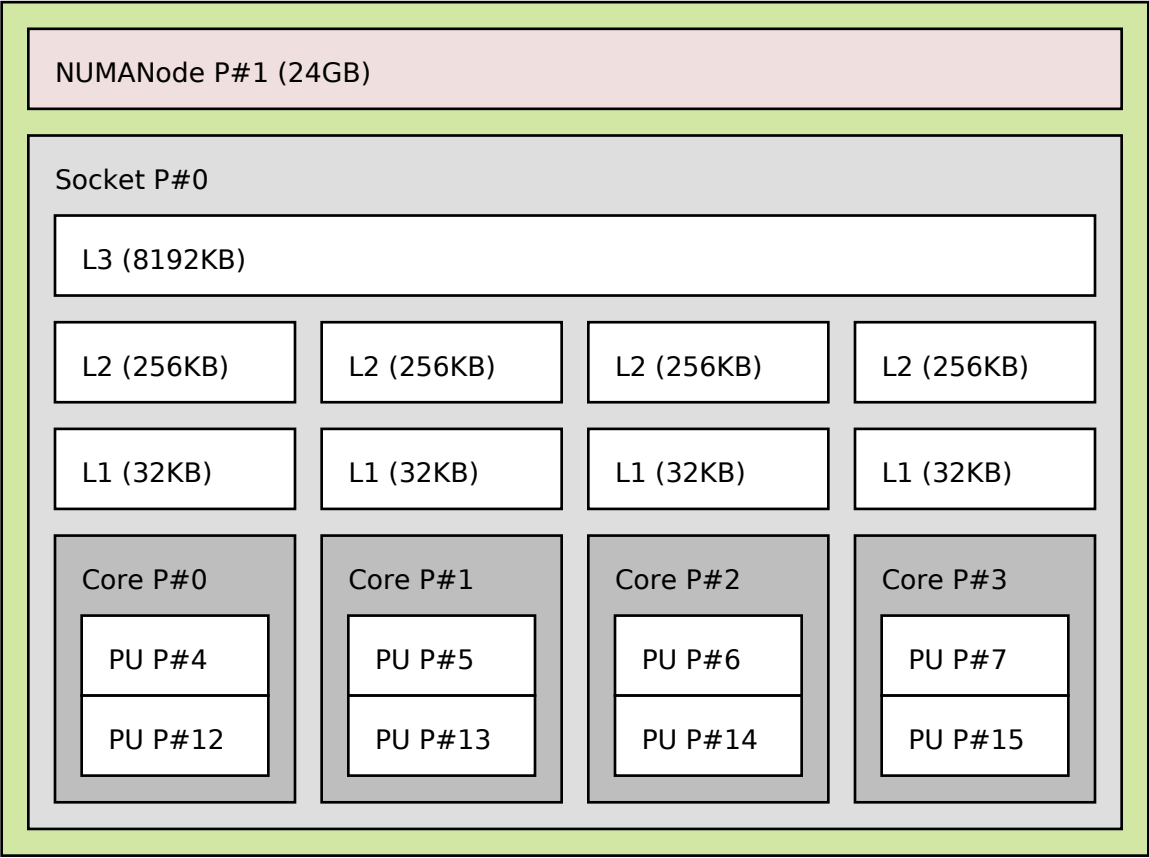 NUMANode P#1 (24GB)
Socket P#0
L3 (8192KB)
L2 (256KB) L2 (256KB) L2 (256KB) L2 (256KB)
L1 (32KB) L1 (32KB) L1 (32KB) L1 (32KB)
Core P#0 Core P#1 Core P#2 Core P#3
PU P#4 PU P#5 PU P#6 PU P#7
PU P#12 PU P#13 PU P#14 PU P#15